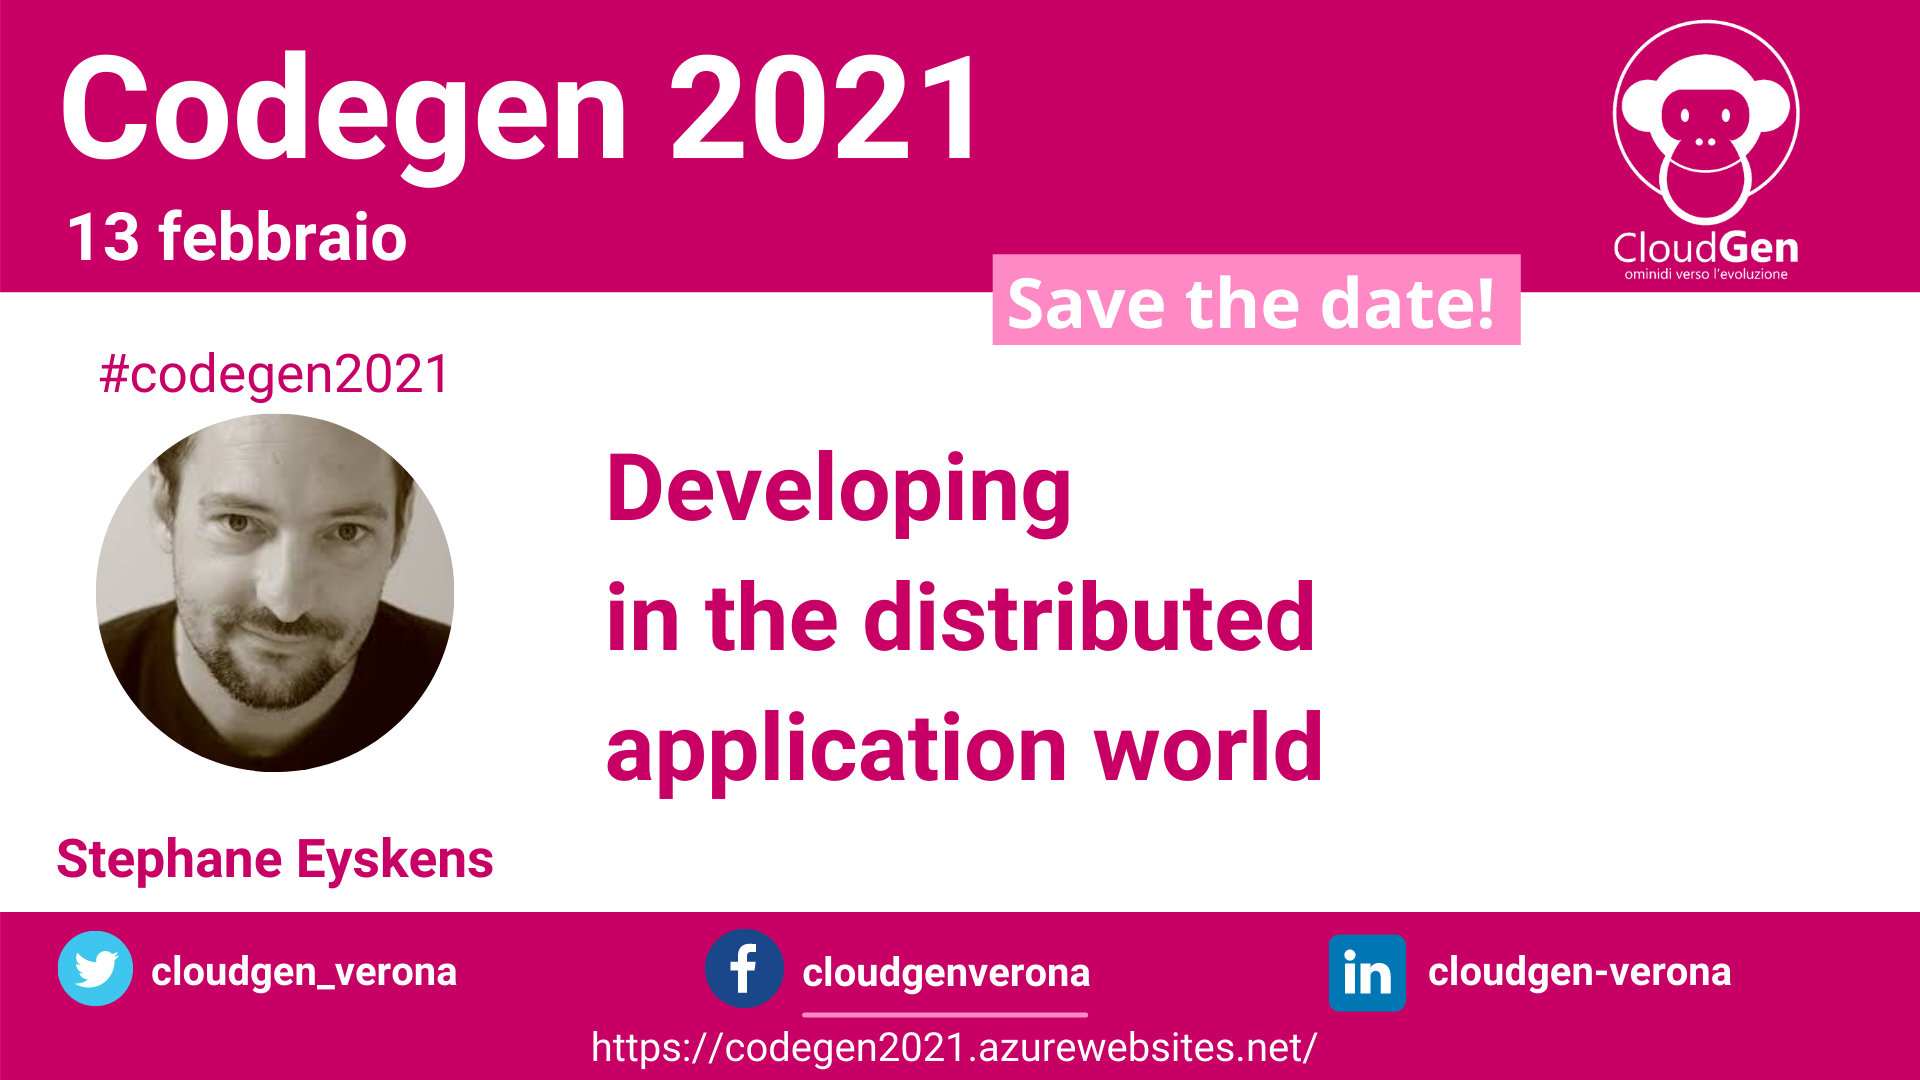 Codegen 2021
13 febbraio
CloudGen
ominidi verso l'evoluzione
Save the date!
#codegen2021
Developing
in the distributed
application world
Stephane Eyskens
cloudgen_verona
cloudgenverona
cloudgen-verona
https://codegen2021.azurewebsites.net/